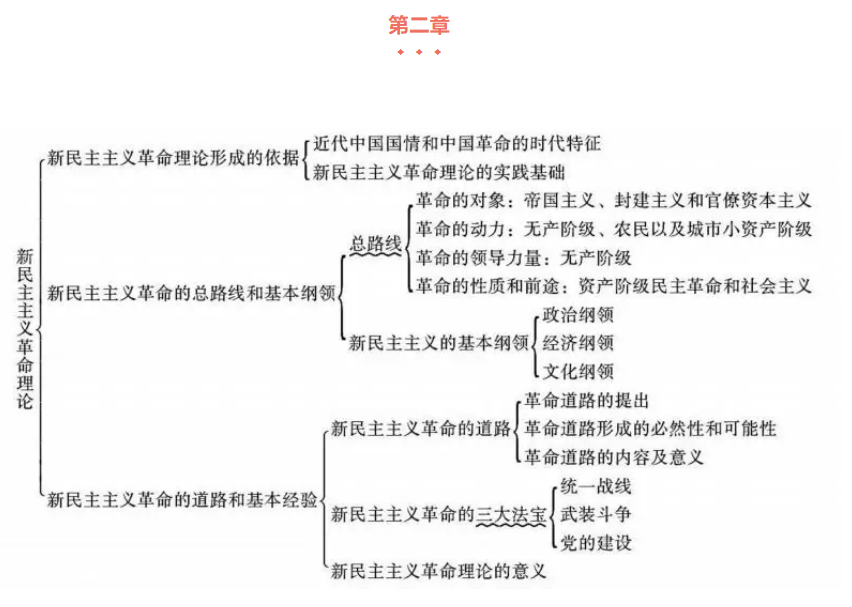 第二章
近代中国国情和中国革命的时代特征
新民主主义革命理论形成的依据
新民主主义革命理论的实践基础
革命的对象：帝国主义、封建主义和官僚资本主义
革命的动力：无产阶级、农民以及城市小资产阶级
总路线
革命的领导力量：无产阶级
革命的性质和前途：资产阶级民主革命和社会主义
新民主主义革命理论
新民主主义革命的总路线和基本纲领
政治纲领
新民主主义的基本纲领
经济纲领
文化纲领
革命道路的提出
新民主主义革命的道路
革命道路形成的必然性和可能性
革命道路的内容及意义
新民主主义革命的道路和基本经验
统一战线
新民主主义革命的三大法宝
武装斗争
党的建设
新民主主义革命理论的意义